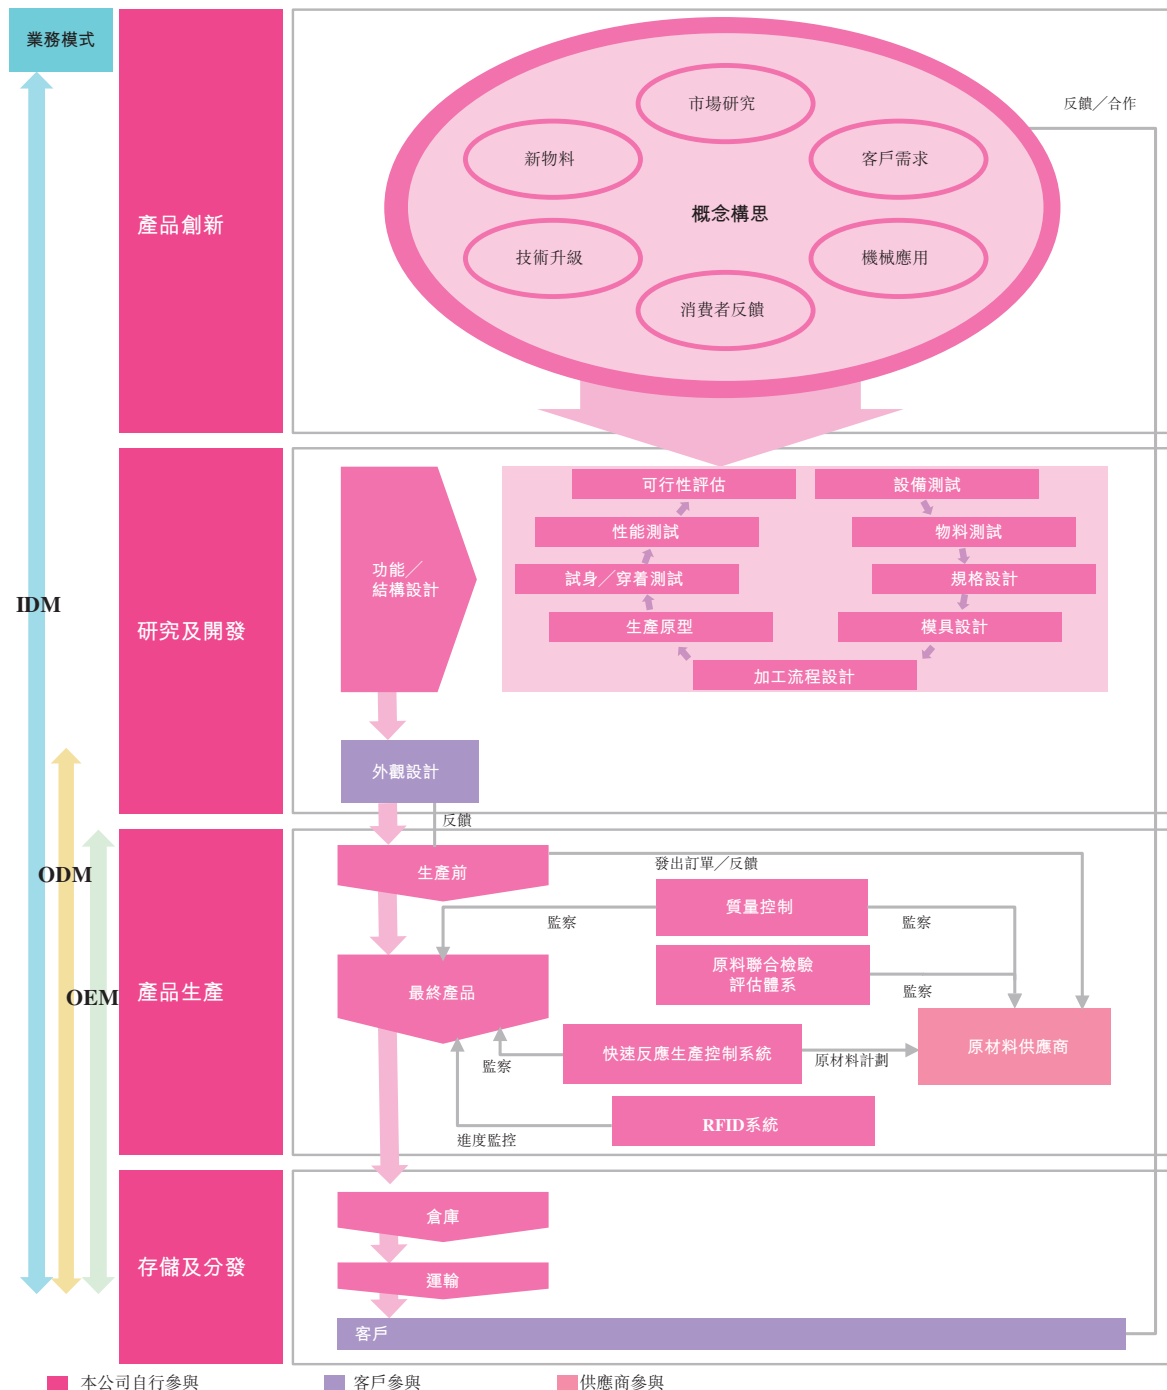 業務模式
產品創新
市場研究
新物料
客戶需求
概念構思
技術升級
機械應用
消費者反饋
反饋／合作
IDM
研究及開發
功能／
結構設計
可行性評估
設備測試
性能測試
物料測試
試身／穿着測試
規格設計
生產原型
模具設計
加工流程設計
外觀設計
反饋
ODM
OEM
產品生產
生產前
發出訂單／反饋
質量控制
監察
監察
原料聯合檢驗
評估體系
監察
最終產品
快速反應生產控制系統
監察
原材料計劃
原材料供應商
RFID系統
進度監控
存儲及分發
倉庫
運輸
客戶
本公司自行參與
客戶參與
供應商參與